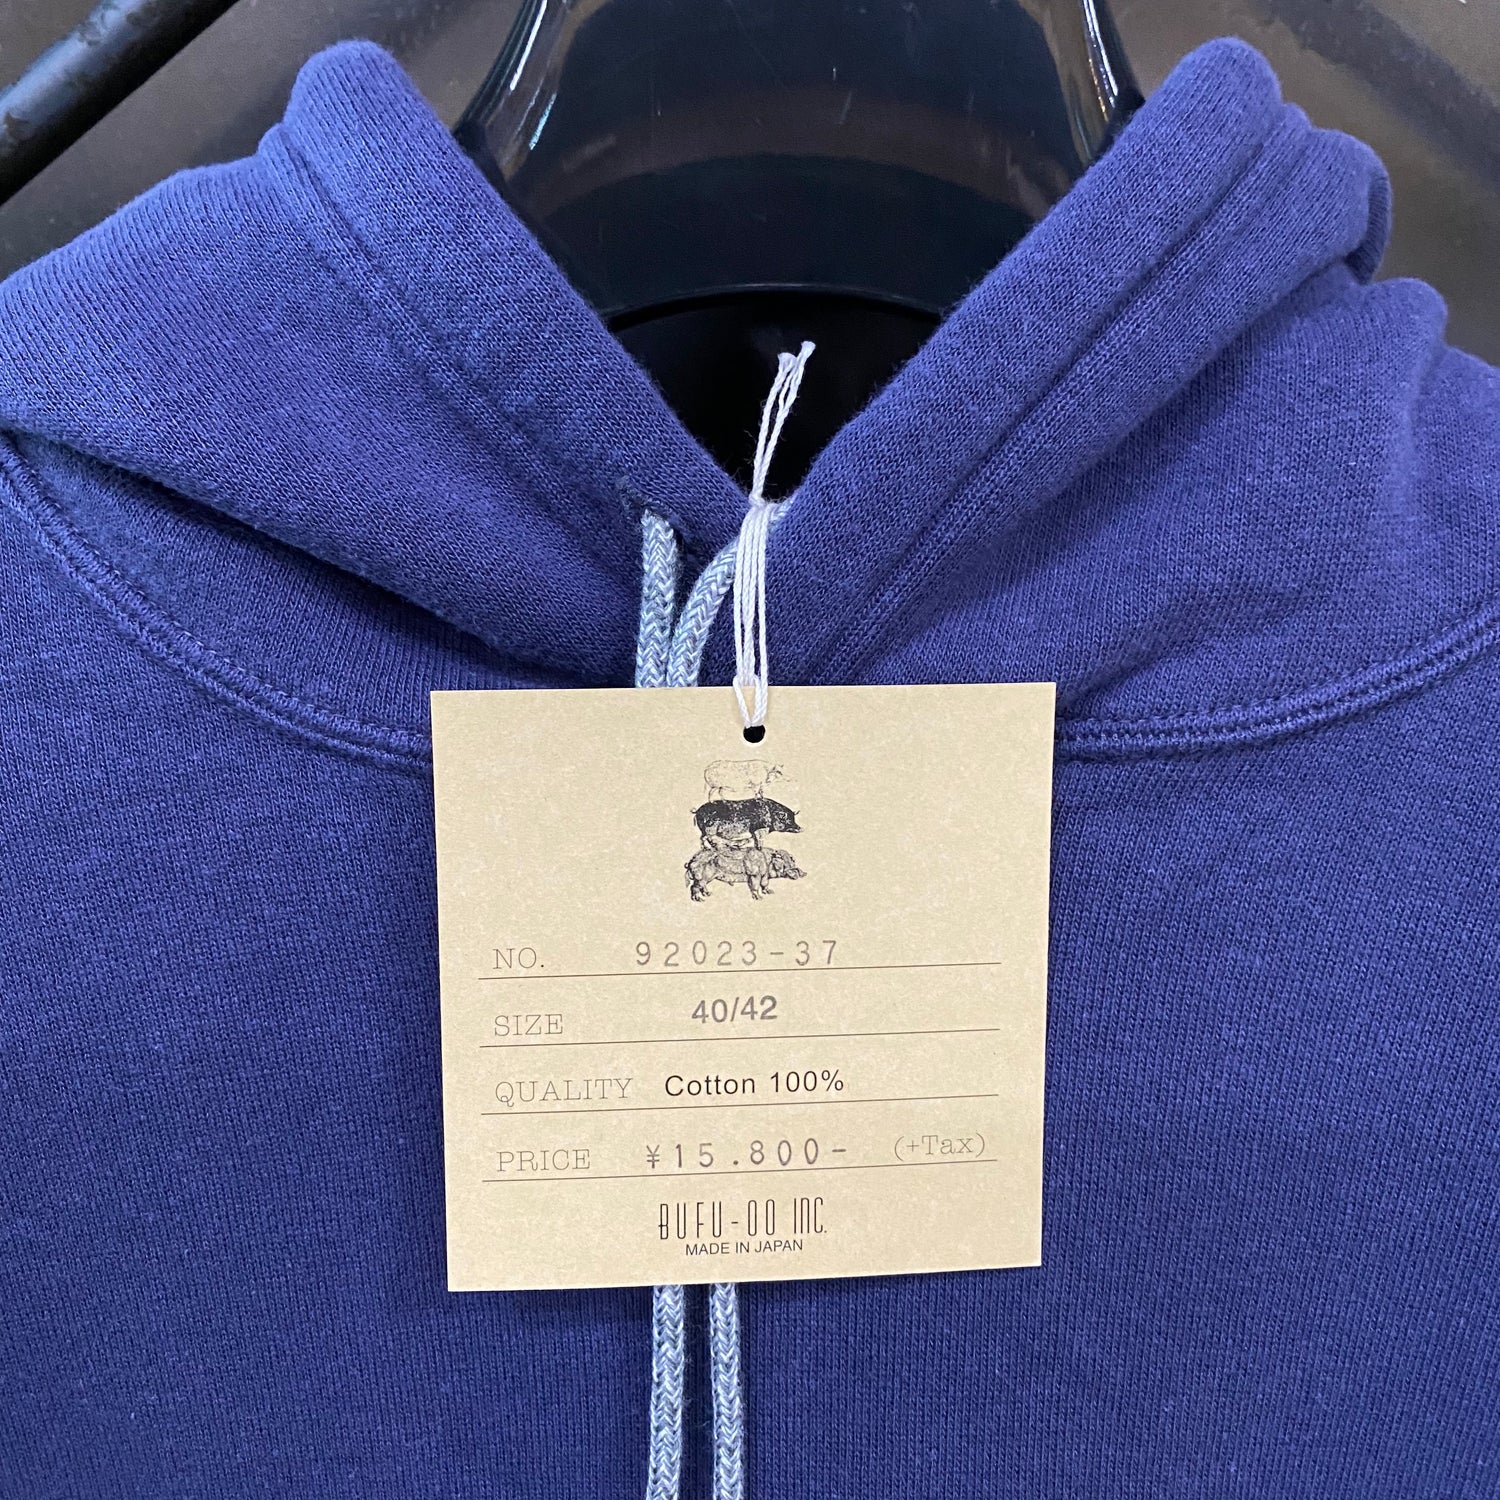 NO. 92023-37
SIZE 40/42
QUALITY Cotton 100%
PRICE ¥15.800- (+Tax)
BUFU-OO INC.
MADE IN JAPAN